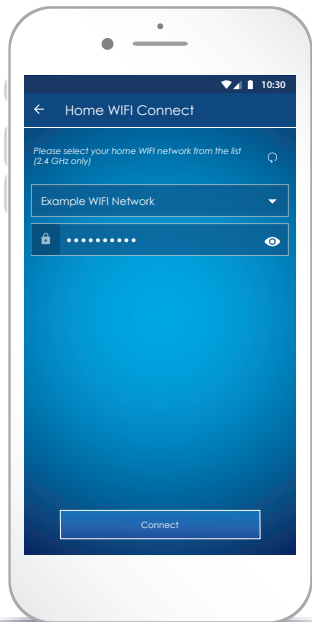 10:30
Home WIFI Connect
Please select your home WIFI network from the list
(2.4 GHz only)
Example WIFI Network
••••••••••
Connect